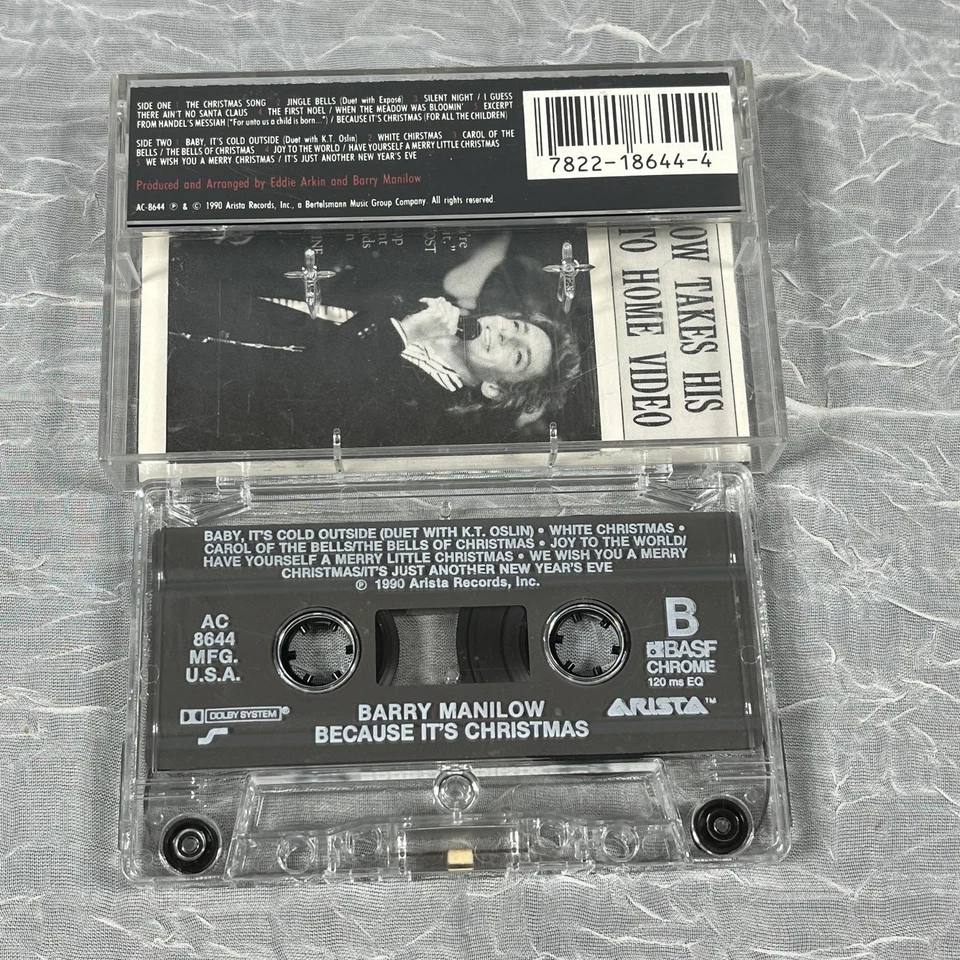 SIDE ONE 1 THE CHRISTMAS SONG 2 JINGLE BELLS (Duet with Exposé) 3 SILENT NIGHT / I GUESS
THERE AIN'T NO SANTA CLAUS 4 THE FIRST NOEL / WHEN THE MEADOW WAS BLOOMIN' 5 EXCERPT
FROM HANDEL'S MESSIAH ("For unto us a child is born...") / BECAUSE IT'S CHRISTMAS (FOR ALL THE CHILDREN)
SIDE TWO 1 BABY, IT'S COLD OUTSIDE (Duet with K.T. Oslin) 2 WHITE CHIRSTMAS 3 CAROL OF THE
BELLS / THE BELLS OF CHRISTMAS 4 JOY TO THE WORLD / HAVE YOURSELF A MERRY LITTLE CHRISTMAS
5 WE WISH YOU A MERRY CHRISTMAS / IT'S JUST ANOTHER NEW YEAR'S EVE
Produced and Arranged by Eddie Arkin and Barry Manilow
AC-8644 ℗ & © 1990 Arista Records, Inc., a Bertelsmann Music Group Company. All rights reserved.
7822-18644-4
OW TAKES HIS
TO HOME VIDEO
BABY, IT'S COLD OUTSIDE (DUET WITH K.T. OSLIN) • WHITE CHRISTMAS •
CAROL OF THE BELLS/THE BELLS OF CHRISTMAS • JOY TO THE WORLD/
HAVE YOURSELF A MERRY LITTLE CHRISTMAS • WE WISH YOU A MERRY
CHRISTMAS/IT'S JUST ANOTHER NEW YEAR'S EVE
℗ 1990 Arista Records, Inc.
AC
8644
MFG.
U.S.A.
B
BASF
CHROME
120 ms EQ
DOLBY SYSTEM®
ARISTA™
BARRY MANILOW
BECAUSE IT'S CHRISTMAS